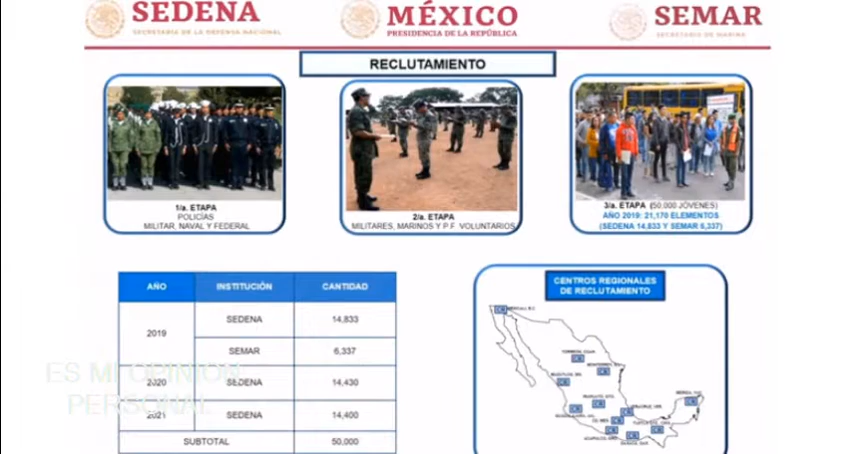 SEDENA
SECRETARÍA DE LA DEFENSA NACIONAL
MÉXICO
PRESIDENCIA DE LA REPÚBLICA
SEMAR
SECRETARÍA DE MARINA
RECLUTAMIENTO
1/a. ETAPA
POLICÍAS
MILITAR, NAVAL Y FEDERAL
2/a. ETAPA
MILITARES, MARINOS Y P.F. VOLUNTARIOS
3/a. ETAPA (50,000 JÓVENES)
AÑO 2019: 21,170 ELEMENTOS
(SEDENA 14,833 Y SEMAR 6,337)
AÑO INSTITUCIÓN CANTIDAD
2019 SEDENA 14,833
SEMAR 6,337
2020 SEDENA 14,430
2021 SEDENA 14,400
SUBTOTAL 50,000
ES MI OPINION
PERSONAL
CENTROS REGIONALES
DE RECLUTAMIENTO
MEXICALI, B.C.